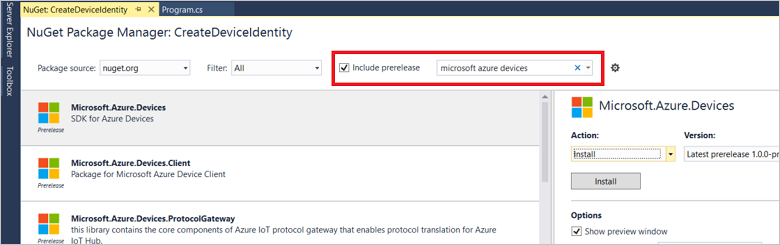 NuGet: CreateDeviceIdentity
Program.cs
Server Explorer
Toolbox
NuGet Package Manager: CreateDeviceIdentity
Package source: nuget.org
Filter: All
Include prerelease
microsoft azure devices
Microsoft.Azure.Devices
SDK for Azure Devices
Prerelease
Microsoft.Azure.Devices.Client
Package for Microsoft Azure Device Client
Prerelease
Microsoft.Azure.Devices.ProtocolGateway
this library contains the core components of Azure IoT protocol gateway that enables protocol translation for Azure
IoT Hub.
Prerelease
Microsoft.Azure.Devices
Action:
Version:
Install
Latest prerelease 1.0.0-pr
Install
Options
Show preview window